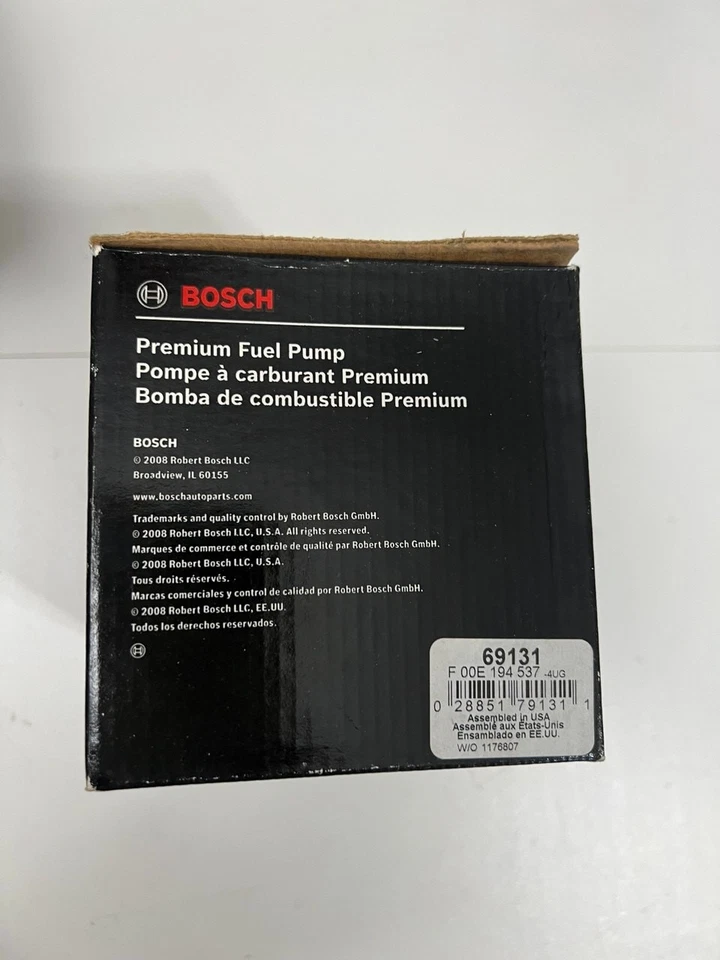 BOSCH
Premium Fuel Pump
Pompe à carburant Premium
Bomba de combustible Premium
BOSCH
© 2008 Robert Bosch LLC
Broadview, IL 60155
www.boschautoparts.com
Trademarks and quality control by Robert Bosch GmbH.
© 2008 Robert Bosch LLC, U.S.A. All rights reserved.
Marques de commerce et contrôle de qualité par Robert Bosch GmbH.
© 2008 Robert Bosch LLC, U.S.A.
Tous droits réservés.
Marcas comerciales y control de calidad por Robert Bosch GmbH.
© 2008 Robert Bosch LLC, EE.UU.
Todos los derechos reservados.
69131
F 00E 194 537 -4UG
0 28851 79131 1
Assembled in USA
Assemblé aux États-Unis
Ensamblado en EE.UU.
W/O 1176807